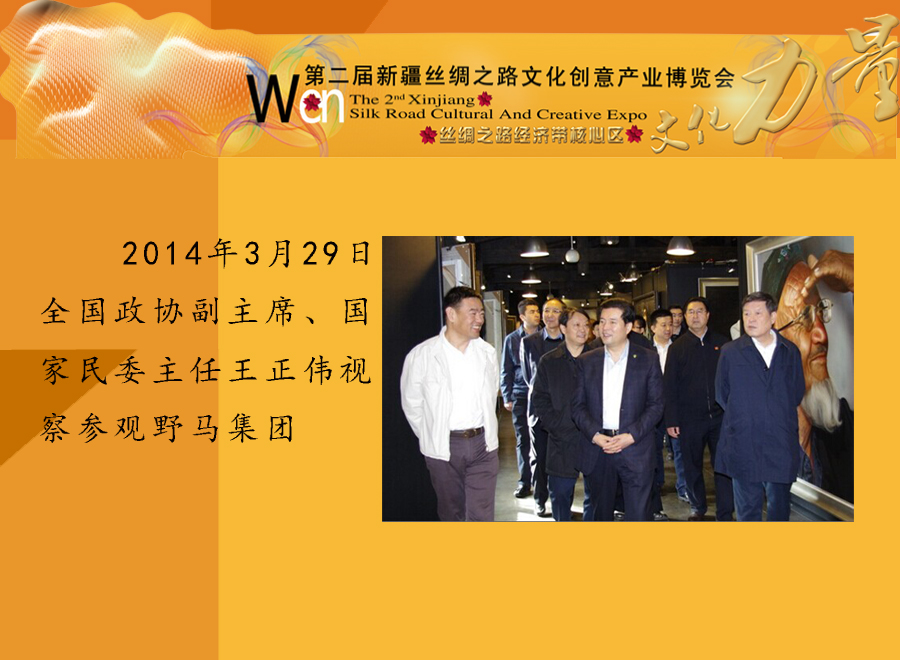 第二届新疆丝绸之路文化创意产业博览会
Wcn
The 2nd Xinjiang
Silk Road Cultural And Creative Expo
丝绸之路经济带核心区
文化力量
2014年3月29日
全国政协副主席、国
家民委主任王正伟视
察参观野马集团